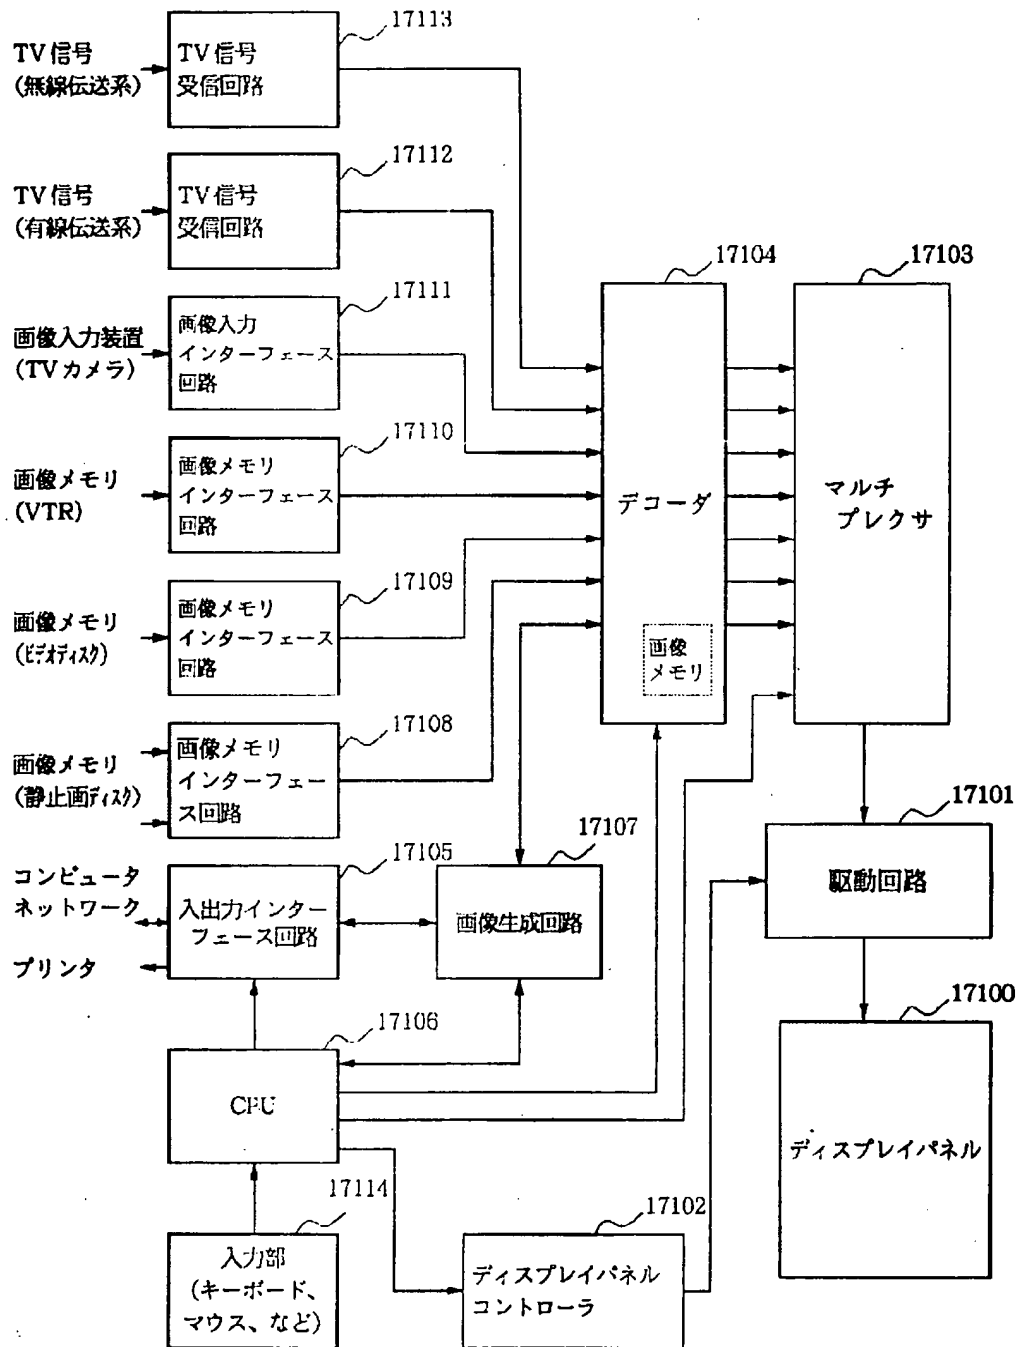 17113
TV 信号
(無線伝送系)
TV 信号
受信回路
17112
TV 信号
(有線伝送系)
TV 信号
受信回路
17111
画像入力装置
(TV カメラ)
画像入力
インターフェース
回路
17110
画像メモリ
(VTR)
画像メモリ
インターフェース
回路
17109
画像メモリ
(ビデオディスク)
画像メモリ
インターフェース
回路
17108
画像メモリ
(静止画ディスク)
画像メモリ
インターフェー
ス回路
17104
デコーダ
画像
メモリ
17103
マルチ
プレクサ
17105
コンピュータ
ネットワーク
プリンタ
入出力インター
フェース回路
17107
画像生成回路
17101
駆動回路
17106
CPU
17100
ディスプレイパネル
17114
入力部
(キーボード、
マウス、など)
17102
ディスプレイパネル
コントローラ